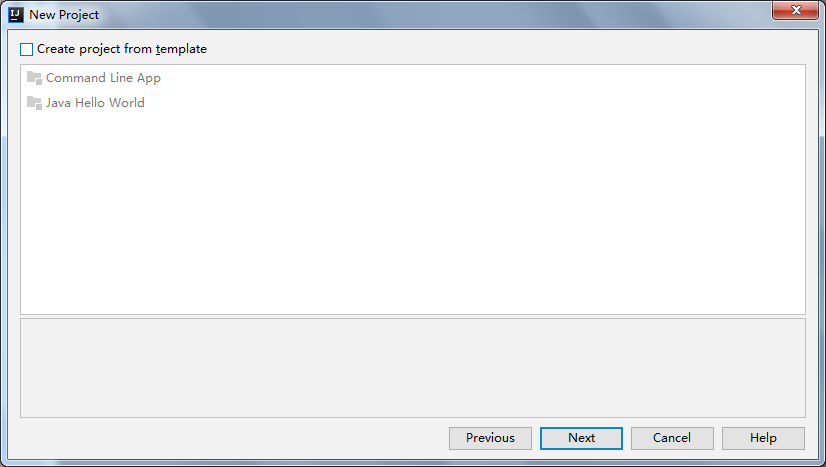 IJ New Project
Create project from template
Command Line App
Java Hello World
Previous Next Cancel Help